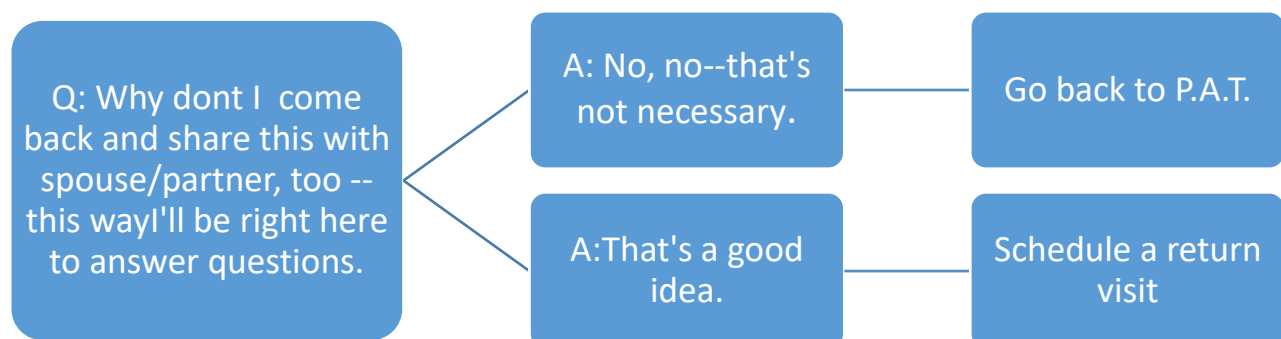 Q: Why dont I  come
back and share this with
spouse/partner, too --
this wayI'll be right here
to answer questions.
A: No, no--that's
not necessary.
Go back to P.A.T.
A:That's a good
idea.
Schedule a return
visit